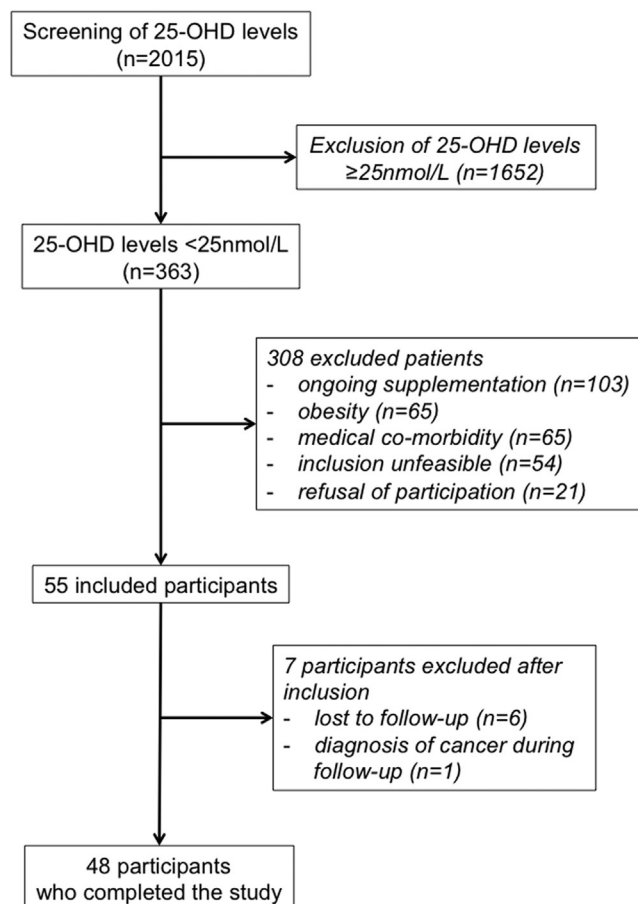 Screening of 25-OHD levels
(n=2015)
Exclusion of 25-OHD levels
≥25nmol/L (n=1652)
25-OHD levels <25nmol/L
(n=363)
308 excluded patients
- ongoing supplementation (n=103)
- obesity (n=65)
- medical co-morbidity (n=65)
- inclusion unfeasible (n=54)
- refusal of participation (n=21)
55 included participants
7 participants excluded after
inclusion
- lost to follow-up (n=6)
- diagnosis of cancer during
follow-up (n=1)
48 participants
who completed the study